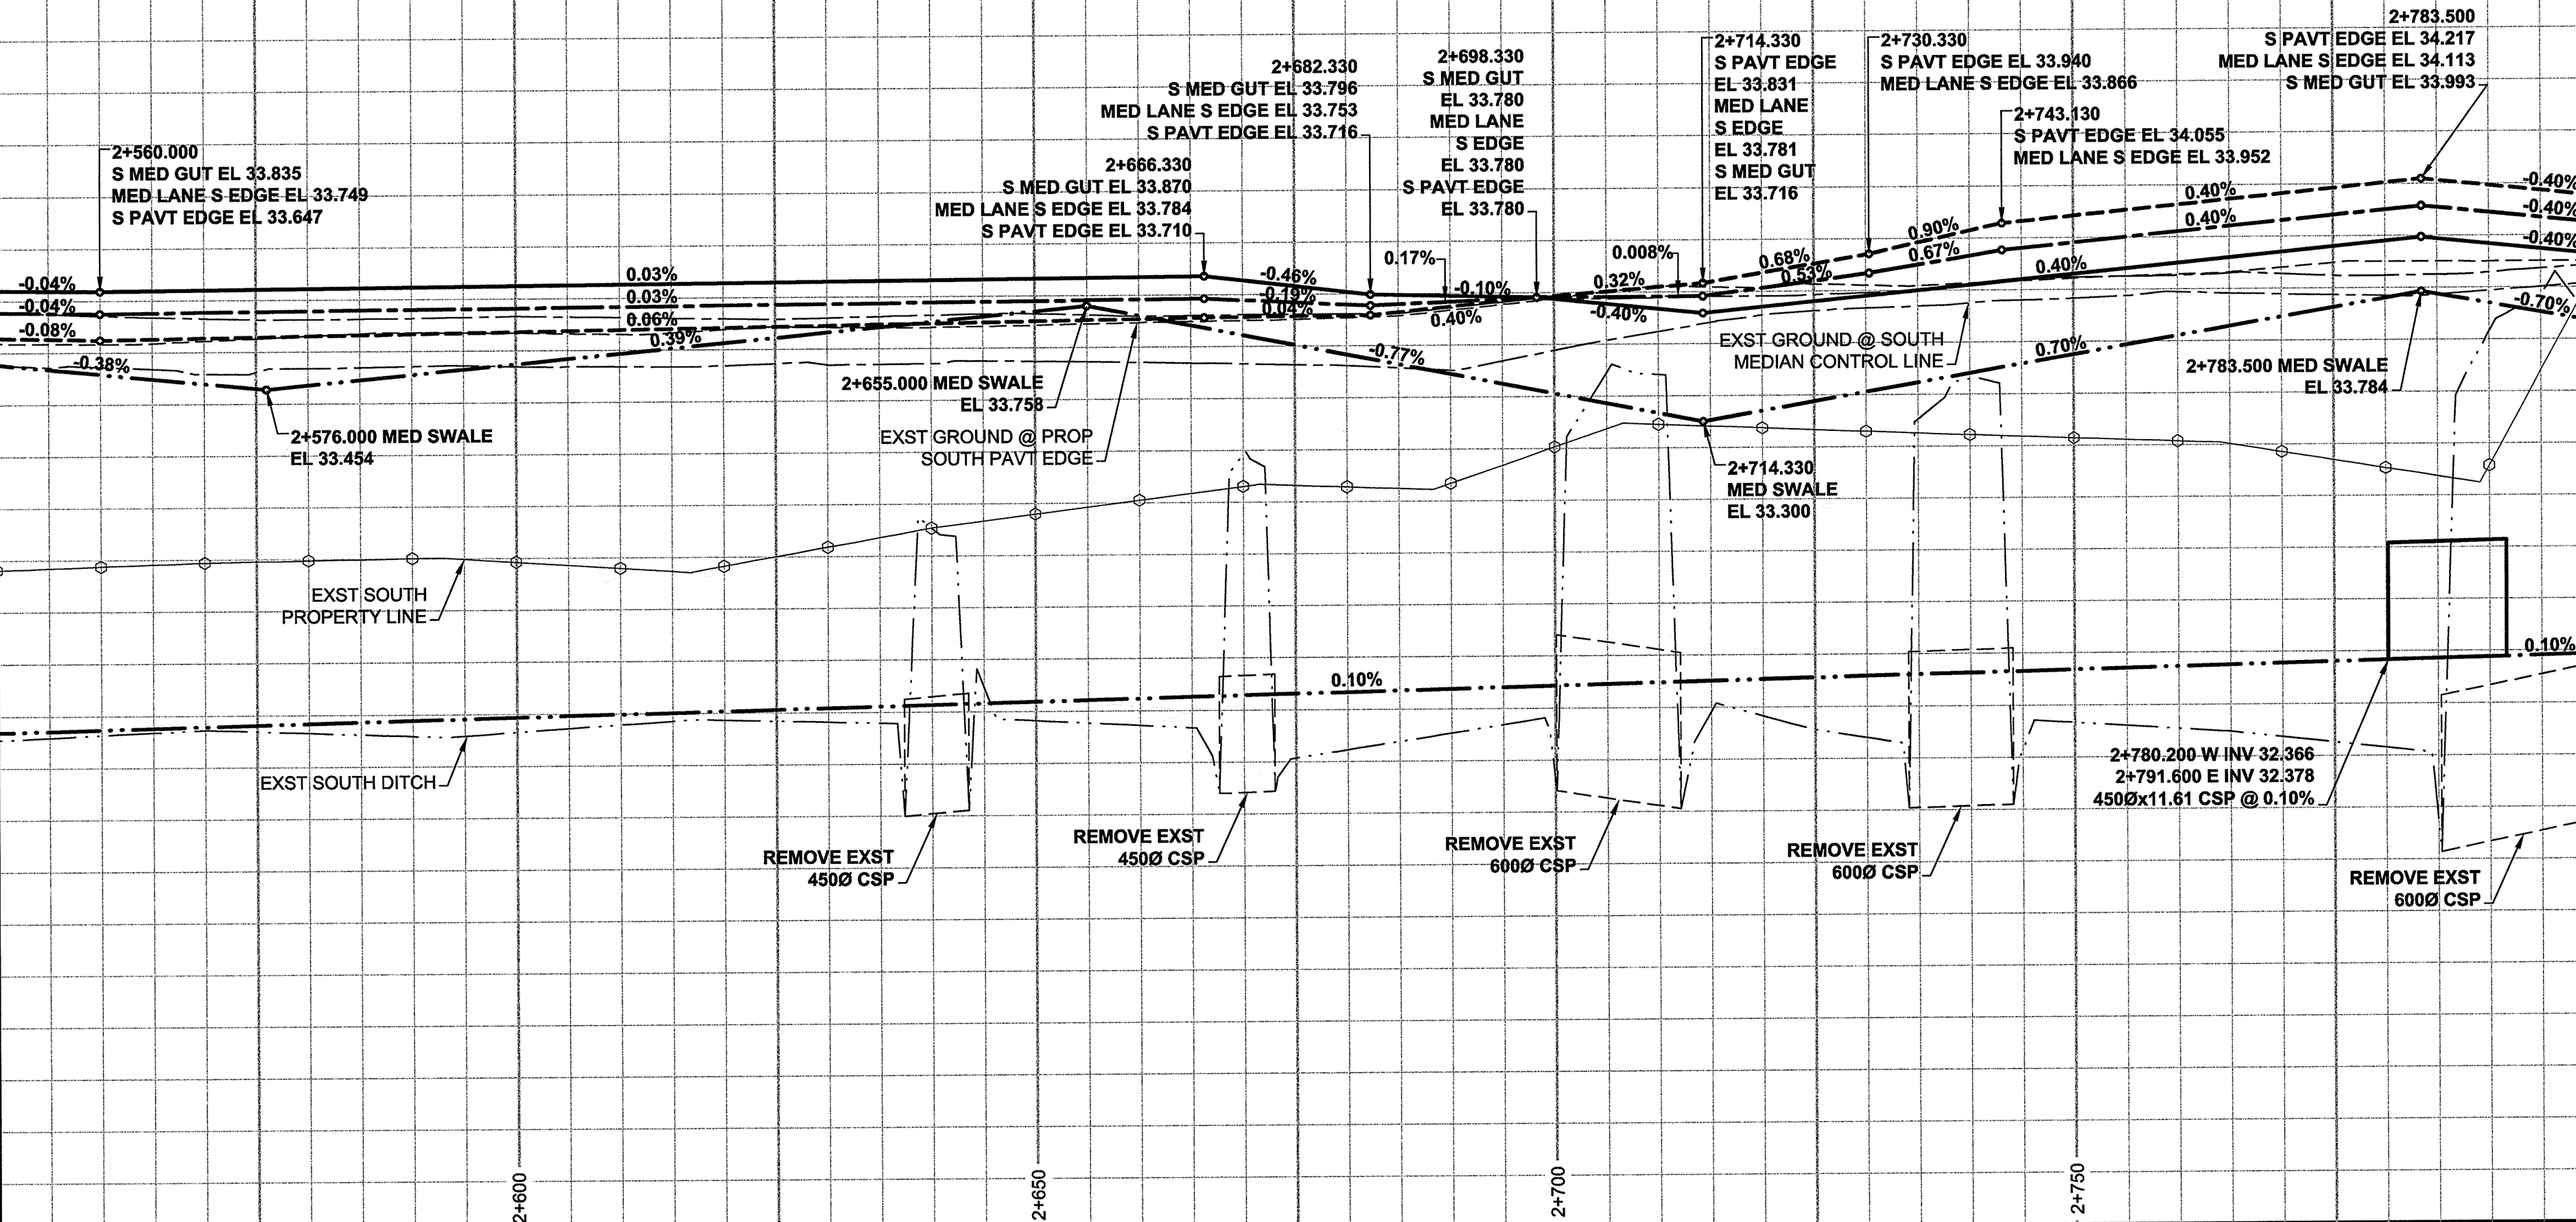 2+560.000
S MED GUT EL 33.835
MED LANE S EDGE EL 33.749
S PAVT EDGE EL 33.647
2+666.330
S MED GUT EL 33.870
MED LANE S EDGE EL 33.784
S PAVT EDGE EL 33.710
2+682.330
S MED GUT EL 33.796
MED LANE S EDGE EL 33.753
S PAVT EDGE EL 33.716
2+698.330
S MED GUT
EL 33.780
MED LANE
S EDGE
EL 33.780
S PAVT EDGE
EL 33.780
2+714.330
S PAVT EDGE
EL 33.831
MED LANE
S EDGE
EL 33.781
S MED GUT
EL 33.716
2+730.330
S PAVT EDGE EL 33.940
MED LANE S EDGE EL 33.866
2+743.130
S PAVT EDGE EL 34.055
MED LANE S EDGE EL 33.952
2+783.500
S PAVT EDGE EL 34.217
MED LANE S EDGE EL 34.113
S MED GUT EL 33.993
-0.04%
-0.04%
-0.08%
-0.38%
0.03%
0.03%
0.06%
0.39%
-0.46%
-0.19%
0.04%
-0.77%
0.17%
-0.10%
0.40%
0.32%
-0.40%
0.008%
0.68%
0.53%
0.90%
0.67%
0.40%
0.40%
0.40%
0.70%
-0.40%
-0.40%
-0.40%
-0.70%
2+576.000 MED SWALE
EL 33.454
2+655.000 MED SWALE
EL 33.758
EXST GROUND @ PROP
SOUTH PAVT EDGE
EXST GROUND @ SOUTH
MEDIAN CONTROL LINE
2+714.330
MED SWALE
EL 33.300
2+783.500 MED SWALE
EL 33.784
EXST SOUTH
PROPERTY LINE
EXST SOUTH DITCH
0.10%
0.10%
2+780.200 W INV 32.366
2+791.600 E INV 32.378
450Øx11.61 CSP @ 0.10%
REMOVE EXST
450Ø CSP
REMOVE EXST
450Ø CSP
REMOVE EXST
600Ø CSP
REMOVE EXST
600Ø CSP
REMOVE EXST
600Ø CSP
2+600
2+650
2+700
2+750